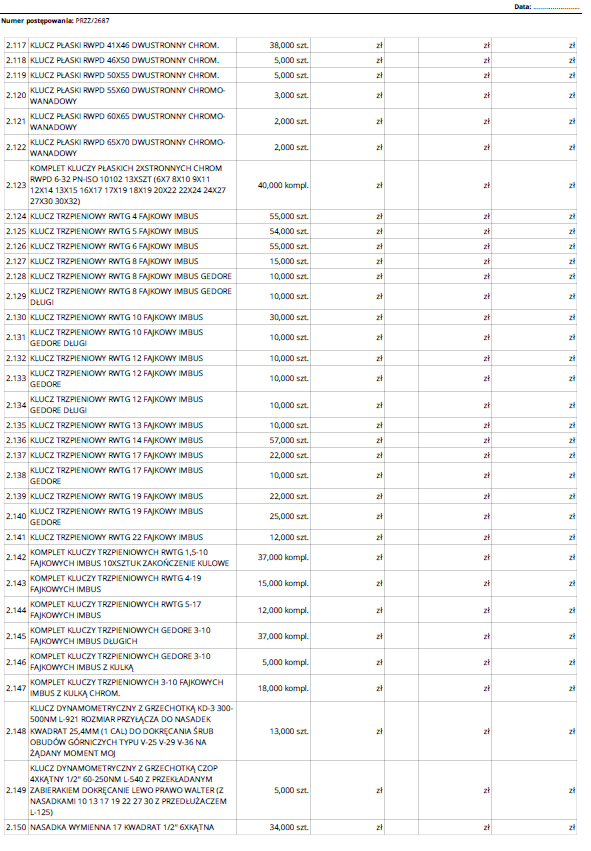 Data: ........................
Numer postępowania: PRZZ/2687
2.117 KLUCZ PŁASKI RWPD 41X46 DWUSTRONNY CHROM. 38,000 szt. zł zł zł
2.118 KLUCZ PŁASKI RWPD 46X50 DWUSTRONNY CHROM. 5,000 szt. zł zł zł
2.119 KLUCZ PŁASKI RWPD 50X55 DWUSTRONNY CHROM. 5,000 szt. zł zł zł
2.120 KLUCZ PŁASKI RWPD 55X60 DWUSTRONNY CHROMO-
WANADOWY 3,000 szt. zł zł zł
2.121 KLUCZ PŁASKI RWPD 60X65 DWUSTRONNY CHROMO-
WANADOWY 2,000 szt. zł zł zł
2.122 KLUCZ PŁASKI RWPD 65X70 DWUSTRONNY CHROMO-
WANADOWY 2,000 szt. zł zł zł
2.123 KOMPLET KLUCZY PŁASKICH 2XSTRONNYCH CHROM
RWPD 6-32 PN-ISO 10102 13XSZT (6X7 8X10 9X11
12X14 13X15 16X17 17X19 18X19 20X22 22X24 24X27
27X30 30X32) 40,000 kompl. zł zł zł
2.124 KLUCZ TRZPIENIOWY RWTG 4 FAJKOWY IMBUS 55,000 szt. zł zł zł
2.125 KLUCZ TRZPIENIOWY RWTG 5 FAJKOWY IMBUS 54,000 szt. zł zł zł
2.126 KLUCZ TRZPIENIOWY RWTG 6 FAJKOWY IMBUS 55,000 szt. zł zł zł
2.127 KLUCZ TRZPIENIOWY RWTG 8 FAJKOWY IMBUS 15,000 szt. zł zł zł
2.128 KLUCZ TRZPIENIOWY RWTG 8 FAJKOWY IMBUS GEDORE 10,000 szt. zł zł zł
2.129 KLUCZ TRZPIENIOWY RWTG 8 FAJKOWY IMBUS GEDORE
DŁUGI 10,000 szt. zł zł zł
2.130 KLUCZ TRZPIENIOWY RWTG 10 FAJKOWY IMBUS 30,000 szt. zł zł zł
2.131 KLUCZ TRZPIENIOWY RWTG 10 FAJKOWY IMBUS
GEDORE DŁUGI 10,000 szt. zł zł zł
2.132 KLUCZ TRZPIENIOWY RWTG 12 FAJKOWY IMBUS 10,000 szt. zł zł zł
2.133 KLUCZ TRZPIENIOWY RWTG 12 FAJKOWY IMBUS
GEDORE 10,000 szt. zł zł zł
2.134 KLUCZ TRZPIENIOWY RWTG 12 FAJKOWY IMBUS
GEDORE DŁUGI 10,000 szt. zł zł zł
2.135 KLUCZ TRZPIENIOWY RWTG 13 FAJKOWY IMBUS 10,000 szt. zł zł zł
2.136 KLUCZ TRZPIENIOWY RWTG 14 FAJKOWY IMBUS 57,000 szt. zł zł zł
2.137 KLUCZ TRZPIENIOWY RWTG 17 FAJKOWY IMBUS 22,000 szt. zł zł zł
2.138 KLUCZ TRZPIENIOWY RWTG 17 FAJKOWY IMBUS
GEDORE 10,000 szt. zł zł zł
2.139 KLUCZ TRZPIENIOWY RWTG 19 FAJKOWY IMBUS 22,000 szt. zł zł zł
2.140 KLUCZ TRZPIENIOWY RWTG 19 FAJKOWY IMBUS
GEDORE 25,000 szt. zł zł zł
2.141 KLUCZ TRZPIENIOWY RWTG 22 FAJKOWY IMBUS 12,000 szt. zł zł zł
2.142 KOMPLET KLUCZY TRZPIENIOWYCH RWTG 1,5-10
FAJKOWYCH IMBUS 10XSZTUK ZAKOŃCZENIE KULOWE 37,000 kompl. zł zł zł
2.143 KOMPLET KLUCZY TRZPIENIOWYCH RWTG 4-19
FAJKOWYCH IMBUS 15,000 kompl. zł zł zł
2.144 KOMPLET KLUCZY TRZPIENIOWYCH RWTG 5-17
FAJKOWYCH IMBUS 12,000 kompl. zł zł zł
2.145 KOMPLET KLUCZY TRZPIENIOWYCH GEDORE 3-10
FAJKOWYCH IMBUS DŁUGICH 37,000 kompl. zł zł zł
2.146 KOMPLET KLUCZY TRZPIENIOWYCH GEDORE 3-10
FAJKOWYCH IMBUS Z KULKĄ 5,000 kompl. zł zł zł
2.147 KOMPLET KLUCZY TRZPIENIOWYCH 3-10 FAJKOWYCH
IMBUS Z KULKĄ CHROM. 18,000 kompl. zł zł zł
2.148 KLUCZ DYNAMOMETRYCZNY Z GRZECHOTKĄ KD-3 300-
500NM L-921 ROZMIAR PRZYŁĄCZA DO NASADEK
KWADRAT 25,4MM (1 CAL) DO DOKRĘCANIA ŚRUB
OBUDÓW GÓRNICZYCH TYPU V-25 V-29 V-36 NA
ŻĄDANY MOMENT MOJ 13,000 szt. zł zł zł
2.149 KLUCZ DYNAMOMETRYCZNY Z GRZECHOTKĄ CZOP
4XKĄTNY 1/2" 60-250NM L-540 Z PRZEKŁADANYM
ZABIERAKIEM DOKRĘCANIE LEWO PRAWO WALTER (Z
NASADKAMI 10 13 17 19 22 27 30 Z PRZEDŁUŻACZEM
L-125) 5,000 szt. zł zł zł
2.150 NASADKA WYMIENNA 17 KWADRAT 1/2" 6XKĄTNA 34,000 szt. zł zł zł